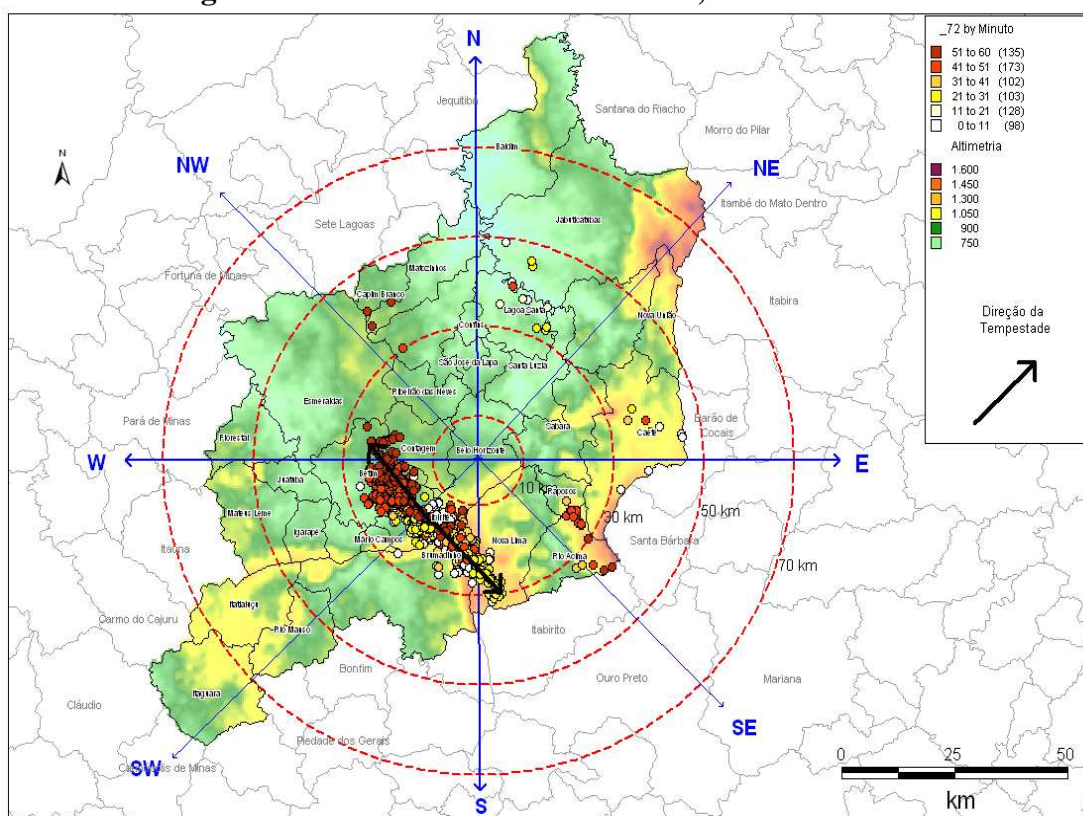 _72 by Minuto
51 to 60 (135)
41 to 51 (173)
31 to 41 (102)
21 to 31 (103)
11 to 21 (128)
0 to 11 (98)
Altimetria
1.600
1.450
1.300
1.050
900
750
Direção da
Tempestade
N
N
NW
NE
W
E
SW
SE
S
Jequitibá
Santana do Riacho
Morro do Pilar
Baldim
Itambé do Mato Dentro
Jabuticatubas
Sete Lagoas
Matozinhos
Fortuna de Minas
Capim Branco
Itabira
Lagoa Santa
Nova União
Confins
São José da Lapa
Santa Luzia
Ribeirão das Neves
Esmeraldas
Pará de Minas
Florestal
Contagem
Belo Horizonte
Sabará
Caeté
Barão de
Cocais
Betim
Juatuba
Mateus Leme
Igarapé
10 km
Raposos
30 km
50 km
70 km
Mário Campos
Nova Lima
Santa Bárbara
Itaúna
Brumadinho
Rio Acima
Itatiaiuçu
Carmo do Cajuru
Rio Manso
Itabirito
Bonfim
Ouro Preto
Mariana
Itaguara
Cláudio
Piedade dos Gerais
de Minas
0 25 50
km